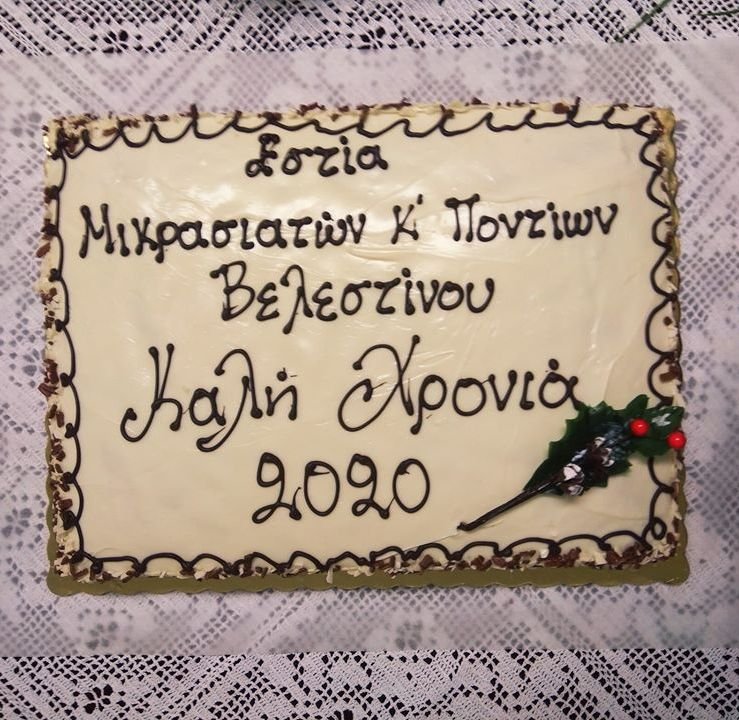 Εστία
Μικρασιατών κ' Ποντίων
Βελεστίνου
Καλή Χρονιά
2020